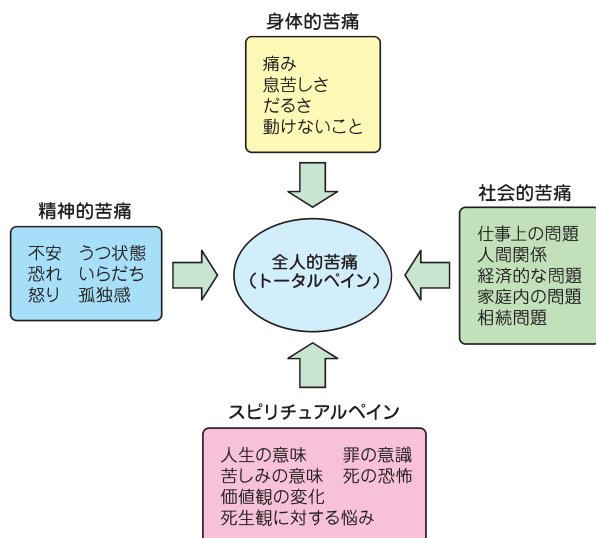 身体的苦痛
痛み
息苦しさ
だるさ
動けないこと
精神的苦痛
不安 うつ状態
恐れ いらだち
怒り 孤独感
全人的苦痛
（トータルペイン）
社会的苦痛
仕事上の問題
人間関係
経済的な問題
家庭内の問題
相続問題
スピリチュアルペイン
人生の意味 罪の意識
苦しみの意味 死の恐怖
価値観の変化
死生観に対する悩み